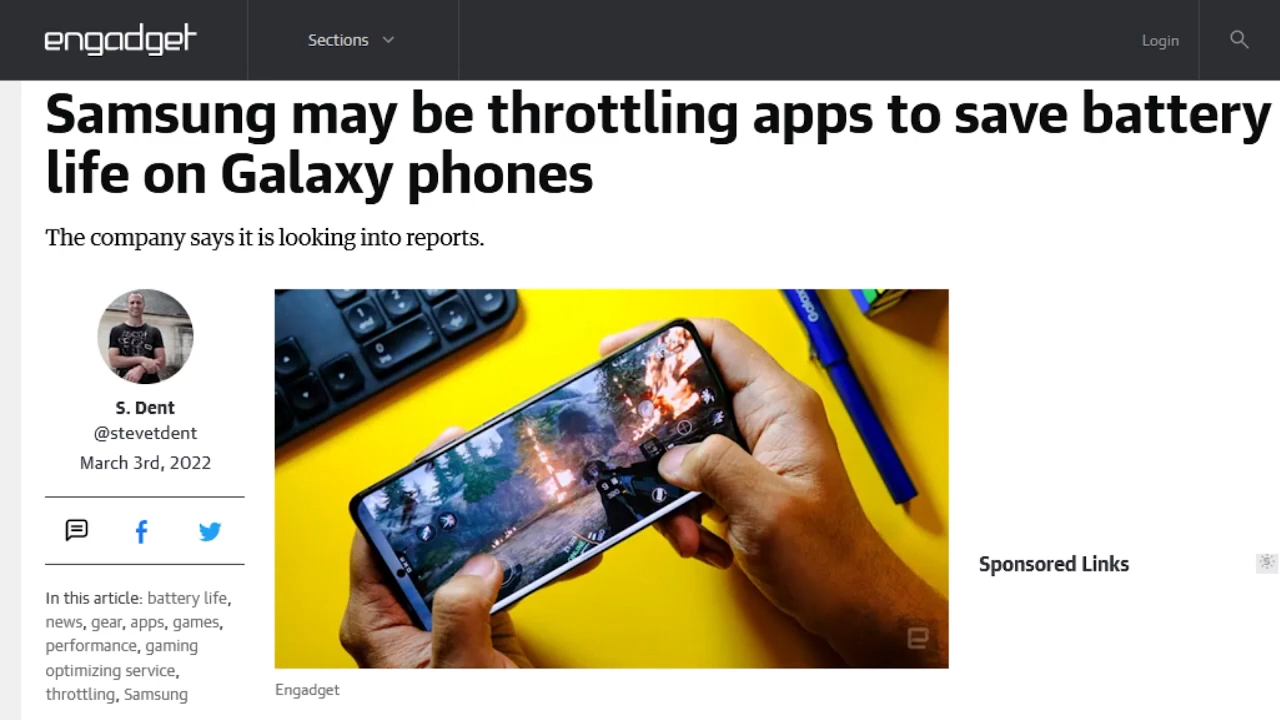 engadget
Sections
Login
Samsung may be throttling apps to save battery
life on Galaxy phones
The company says it is looking into reports.
S. Dent
@stevetdent
March 3rd, 2022
In this article: battery life,
news, gear, apps, games,
performance, gaming
optimizing service,
throttling, Samsung
Galaxy
Engadget
Sponsored Links